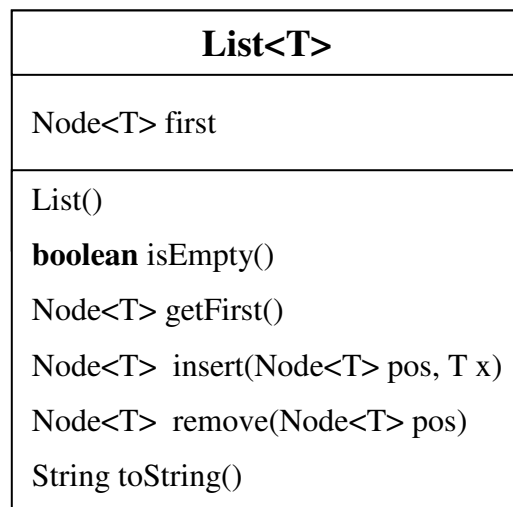 List<T>
Node<T> first
List()
boolean isEmpty()
Node<T> getFirst()
Node<T> insert(Node<T> pos, T x)
Node<T> remove(Node<T> pos)
String toString()